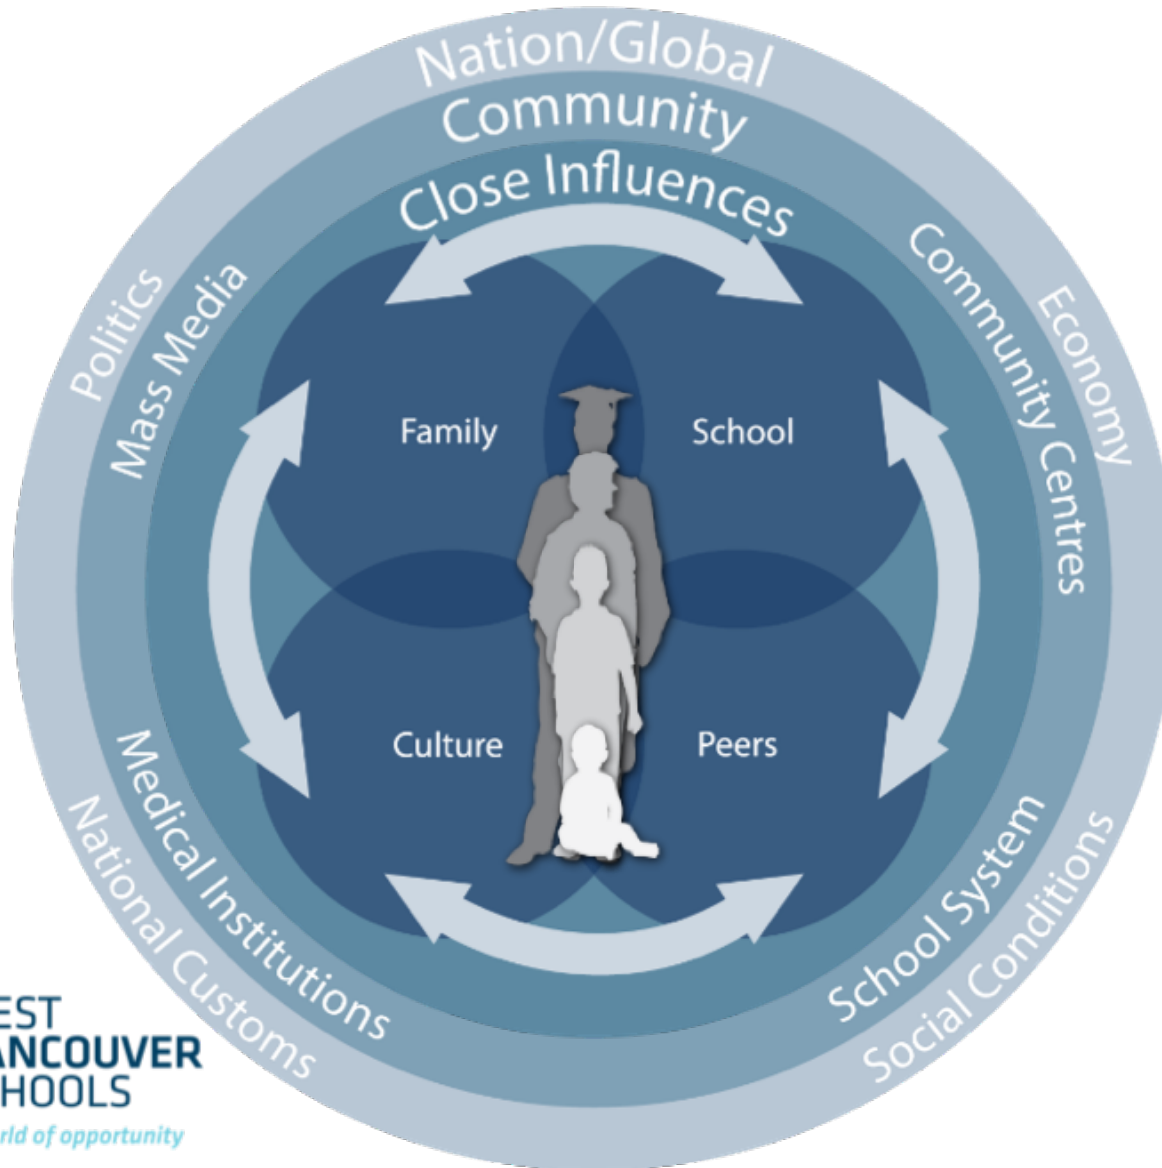 Nation/Global
Community
Close Influences
Politics
Mass Media
Community Centres
Economy
Family
School
Culture
Peers
Medical Institutions
National Customs
School System
Social Conditions
EST
ANCOUVER
HOOLS
rld of opportunity